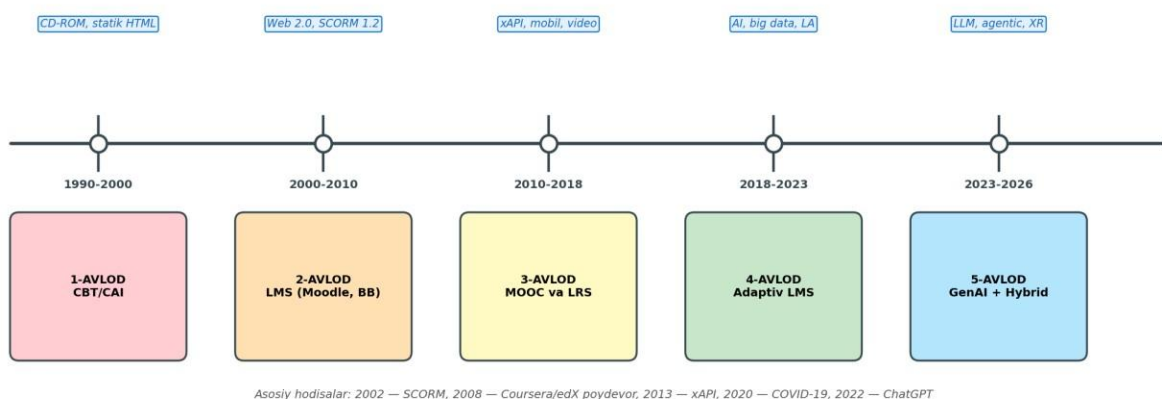 CD-ROM, statik HTML
Web 2.0, SCORM 1.2
xAPI, mobil, video
AI, big data, LA
LLM, agentic, XR
1990-2000
2000-2010
2010-2018
2018-2023
2023-2026
1-AVLOD
CBT/CAI
2-AVLOD
LMS (Moodle, BB)
3-AVLOD
MOOC va LRS
4-AVLOD
Adaptiv LMS
5-AVLOD
GenAI + Hybrid
Asosiy hodisalar: 2002 — SCORM, 2008 — Coursera/edX poydevor, 2013 — xAPI, 2020 — COVID-19, 2022 — ChatGPT